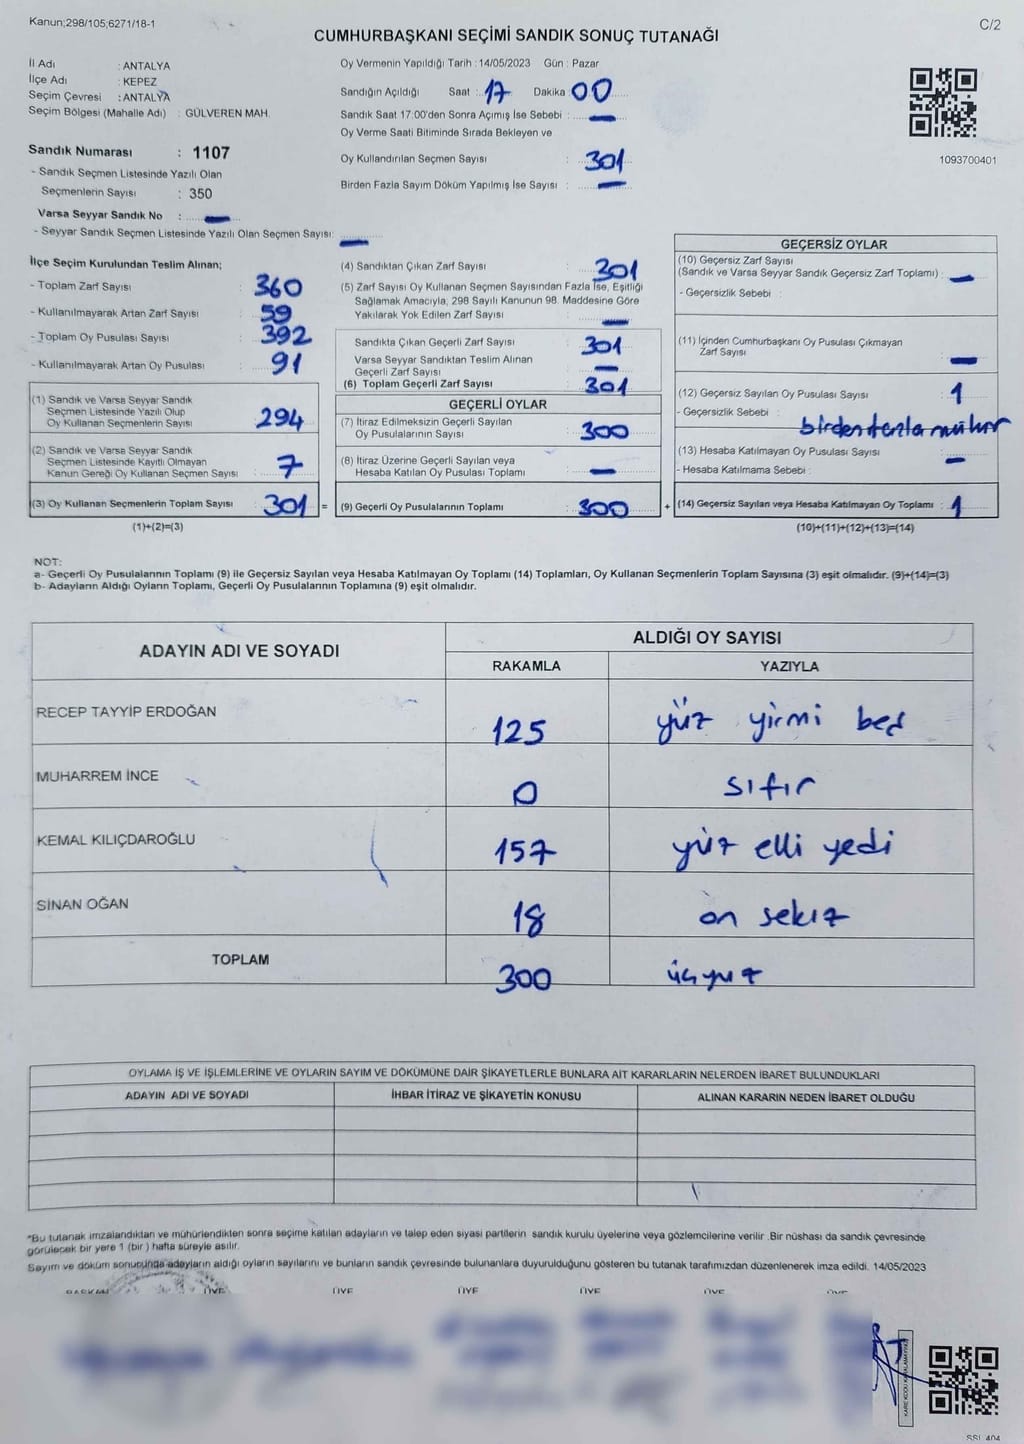 Kanun;298/105;6271/18-1
C/2
CUMHURBAŞKANI SEÇİMİ SANDIK SONUÇ TUTANAĞI
İl Adı : ANTALYA
İlçe Adı : KEPEZ
Seçim Çevresi : ANTALYA
Seçim Bölgesi (Mahalle Adı) : GÜLVEREN MAH.
Sandık Numarası : 1107
- Sandık Seçmen Listesinde Yazılı Olan
Seçmenlerin Sayısı : 350
Varsa Seyyar Sandık No : —
- Seyyar Sandık Seçmen Listesinde Yazılı Olan Seçmen Sayısı: —
Oy Vermenin Yapıldığı Tarih : 14/05/2023 Gün : Pazar
Sandığın Açıldığı Saat : 17 Dakika : 00
Sandık Saat 17:00'den Sonra Açımış İse Sebebi : —
Oy Verme Saati Bitiminde Sırada Bekleyen ve
Oy Kullandırılan Seçmen Sayısı : 301
Birden Fazla Sayım Döküm Yapılmış İse Sayısı : —
1093700401
İlçe Seçim Kurulundan Teslim Alınan;
- Toplam Zarf Sayısı : 360
- Kullanılmayarak Artan Zarf Sayısı : 59
- Toplam Oy Pusulası Sayısı : 392
- Kullanılmayarak Artan Oy Pusulası : 91
(1) Sandık ve Varsa Seyyar Sandık
Seçmen Listesinde Yazılı Olup
Oy Kullanan Seçmenlerin Sayısı : 294
(2) Sandık ve Varsa Seyyar Sandık
Seçmen Listesinde Kayıtlı Olmayan
Kanun Gereği Oy Kullanan Seçmen Sayısı : 7
(3) Oy Kullanan Seçmenlerin Toplam Sayısı : 301 =
(1)+(2)=(3)
(4) Sandıktan Çıkan Zarf Sayısı : 301
(5) Zarf Sayısı Oy Kullanan Seçmen Sayısından Fazla İse, Eşitliği
Sağlamak Amacıyla, 298 Sayılı Kanunun 98. Maddesine Göre
Yakılarak Yok Edilen Zarf Sayısı : —
Sandıkta Çıkan Geçerli Zarf Sayısı : 301
Varsa Seyyar Sandıktan Teslim Alınan
Geçerli Zarf Sayısı : —
(6) Toplam Geçerli Zarf Sayısı : 301
GEÇERLİ OYLAR
(7) İtiraz Edilmeksizin Geçerli Sayılan
Oy Pusulalarının Sayısı : 300
(8) İtiraz Üzerine Geçerli Sayılan veya
Hesaba Katılan Oy Pusulası Toplamı : —
(9) Geçerli Oy Pusulalarının Toplamı : 300 +
GEÇERSİZ OYLAR
(10) Geçersiz Zarf Sayısı
(Sandık ve Varsa Seyyar Sandık Geçersiz Zarf Toplamı) : —
- Geçersizlik Sebebi :
(11) İçinden Cumhurbaşkanı Oy Pusulası Çıkmayan
Zarf Sayısı : —
(12) Geçersiz Sayılan Oy Pusulası Sayısı : 1
- Geçersizlik Sebebi : birden fazla mühür
(13) Hesaba Katılmayan Oy Pusulası Sayısı : —
- Hesaba Katılmama Sebebi :
(14) Geçersiz Sayılan veya Hesaba Katılmayan Oy Toplamı : 1
(10)+(11)+(12)+(13)=(14)
NOT:
a- Geçerli Oy Pusulalarının Toplamı (9) ile Geçersiz Sayılan veya Hesaba Katılmayan Oy Toplamı (14) Toplamları, Oy Kullanan Seçmenlerin Toplam Sayısına (3) eşit olmalıdır. (9)+(14)=(3)
b- Adayların Aldığı Oyların Toplamı, Geçerli Oy Pusulalarının Toplamına (9) eşit olmalıdır.
ADAYIN ADI VE SOYADI
ALDIĞI OY SAYISI
RAKAMLA YAZIYLA
RECEP TAYYİP ERDOĞAN 125 yüz yirmi beş
MUHARREM İNCE 0 sıfır
KEMAL KILIÇDAROĞLU 157 yüz elli yedi
SİNAN OĞAN 18 on sekiz
TOPLAM 300 üçyuz
OYLAMA İŞ VE İŞLEMLERİNE VE OYLARIN SAYIM VE DÖKÜMÜNE DAİR ŞİKAYETLERLE BUNLARA AİT KARARLARIN NELERDEN İBARET BULUNDUKLARI
ADAYIN ADI VE SOYADI İHBAR İTİRAZ VE ŞİKAYETİN KONUSU ALINAN KARARIN NEDEN İBARET OLDUĞU
*Bu tutanak imzalandıktan ve mühürlendikten sonra seçime katılan adayların ve talep eden siyasi partilerin sandık kurulu üyelerine veya gözlemcilerine verilir .Bir nüshası da sandık çevresinde
görülecek bir yere 1 (bir ) hafta süreyle asılır.
Sayım ve döküm sonucunda adayların aldığı oyların sayılarını ve bunların sandık çevresinde bulunanlara duyurulduğunu gösteren bu tutanak tarafımızdan düzenlenerek imza edildi. 14/05/2023
BAŞKAN ÜYE ÜYE ÜYE ÜYE ÜYE ÜYE